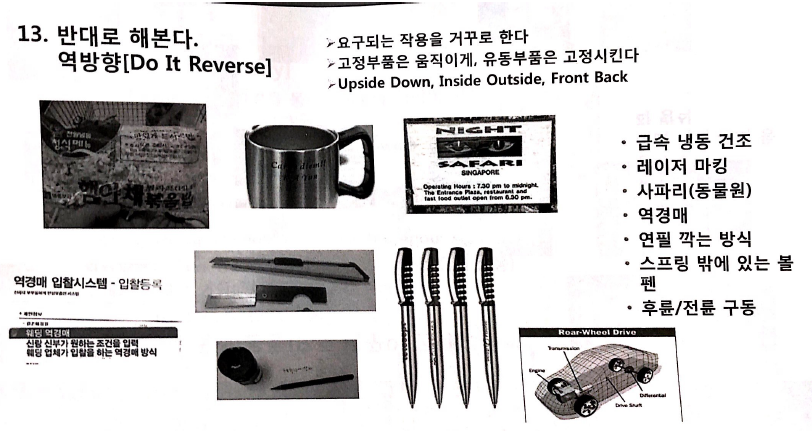 13. 반대로 해본다.
역방향[Do It Reverse]
➢요구되는 작용을 거꾸로 한다
➢고정부품은 움직이게, 유동부품은 고정시킨다
➢Upside Down, Inside Outside, Front Back
정식메뉴
NIGHT
SAFARI
SINGAPORE
Operating Hours : 7.30 pm to midnight.
The Entrance Plaza, restaurant and
fast food outlet open from 6.30 pm.
• 급속 냉동 건조
• 레이저 마킹
• 사파리(동물원)
• 역경매
• 연필 깍는 방식
• 스프링 밖에 있는 볼
펜
• 후륜/전륜 구동
역경매 입찰시스템 - 입찰등록
웨딩 역경매
신랑 신부가 원하는 조건을 입력
웨딩 업체가 입찰을 하는 역경매 방식
Rear-Wheel Drive
Transmission
Engine
Differential
Drive Shaft